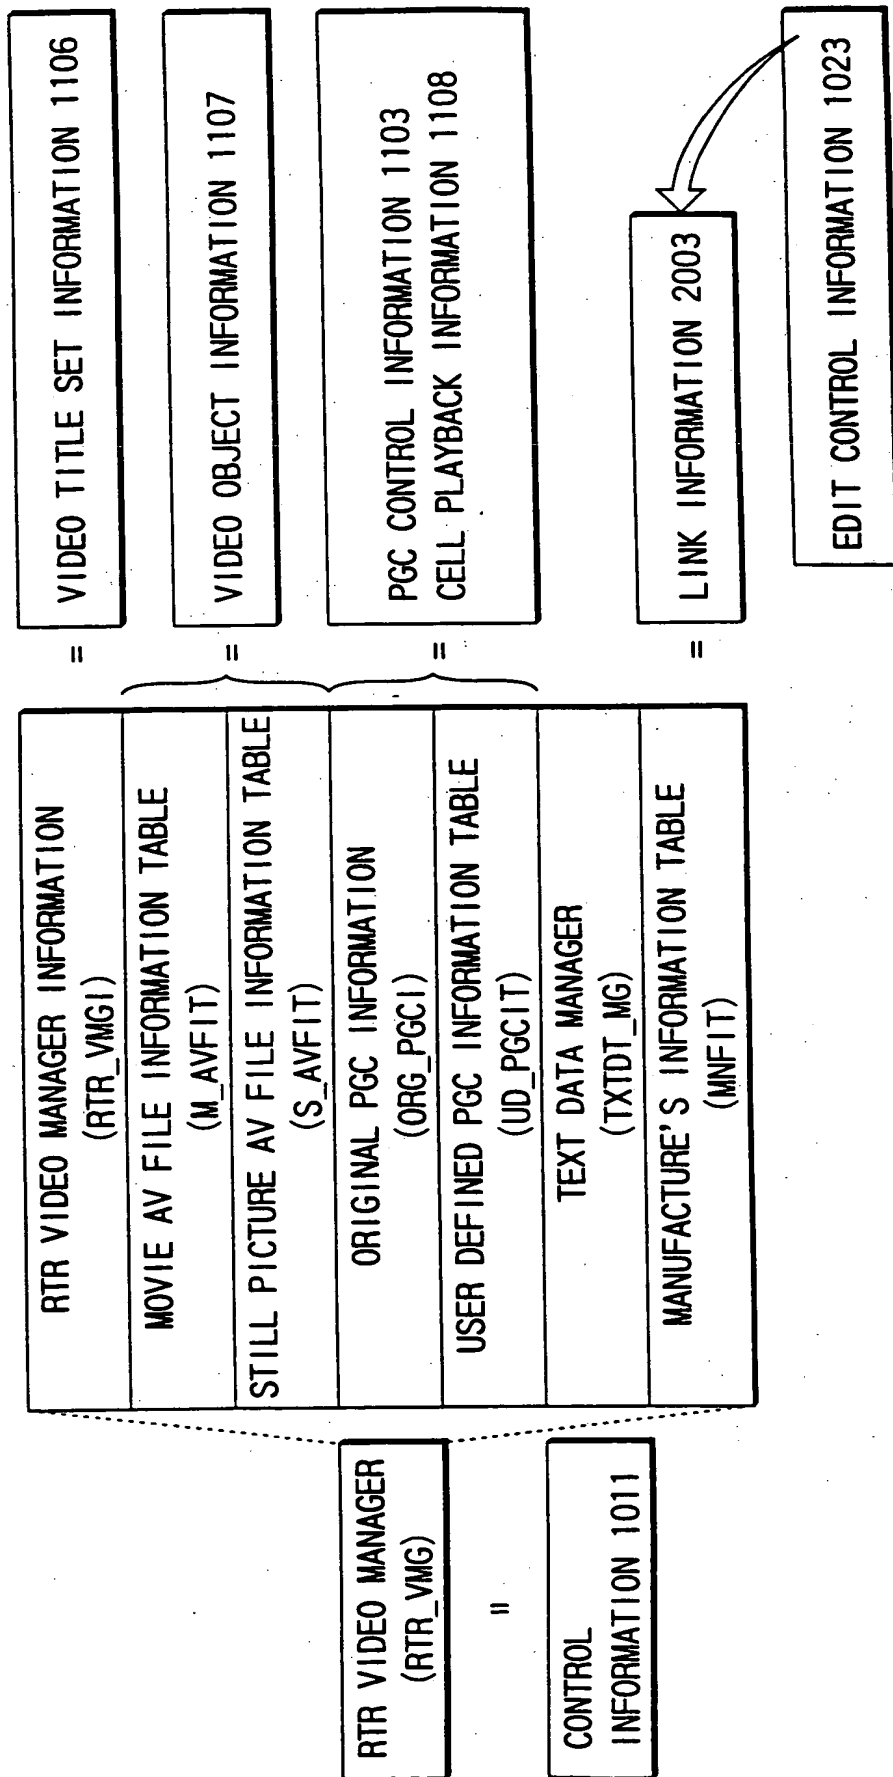 RTR VIDEO MANAGER
(RTR_VMG)
=
CONTROL
INFORMATION 1011
RTR VIDEO MANAGER INFORMATION
(RTR_VMGI)
MOVIE AV FILE INFORMATION TABLE
(M_AVFIT)
STILL PICTURE AV FILE INFORMATION TABLE
(S_AVFIT)
ORIGINAL PGC INFORMATION
(ORG_PGCI)
USER DEFINED PGC INFORMATION TABLE
(UD_PGCIT)
TEXT DATA MANAGER
(TXTDT_MG)
MANUFACTURE'S INFORMATION TABLE
(MNFIT)
= VIDEO TITLE SET INFORMATION 1106
= VIDEO OBJECT INFORMATION 1107
= PGC CONTROL INFORMATION 1103
CELL PLAYBACK INFORMATION 1108
= LINK INFORMATION 2003
EDIT CONTROL INFORMATION 1023